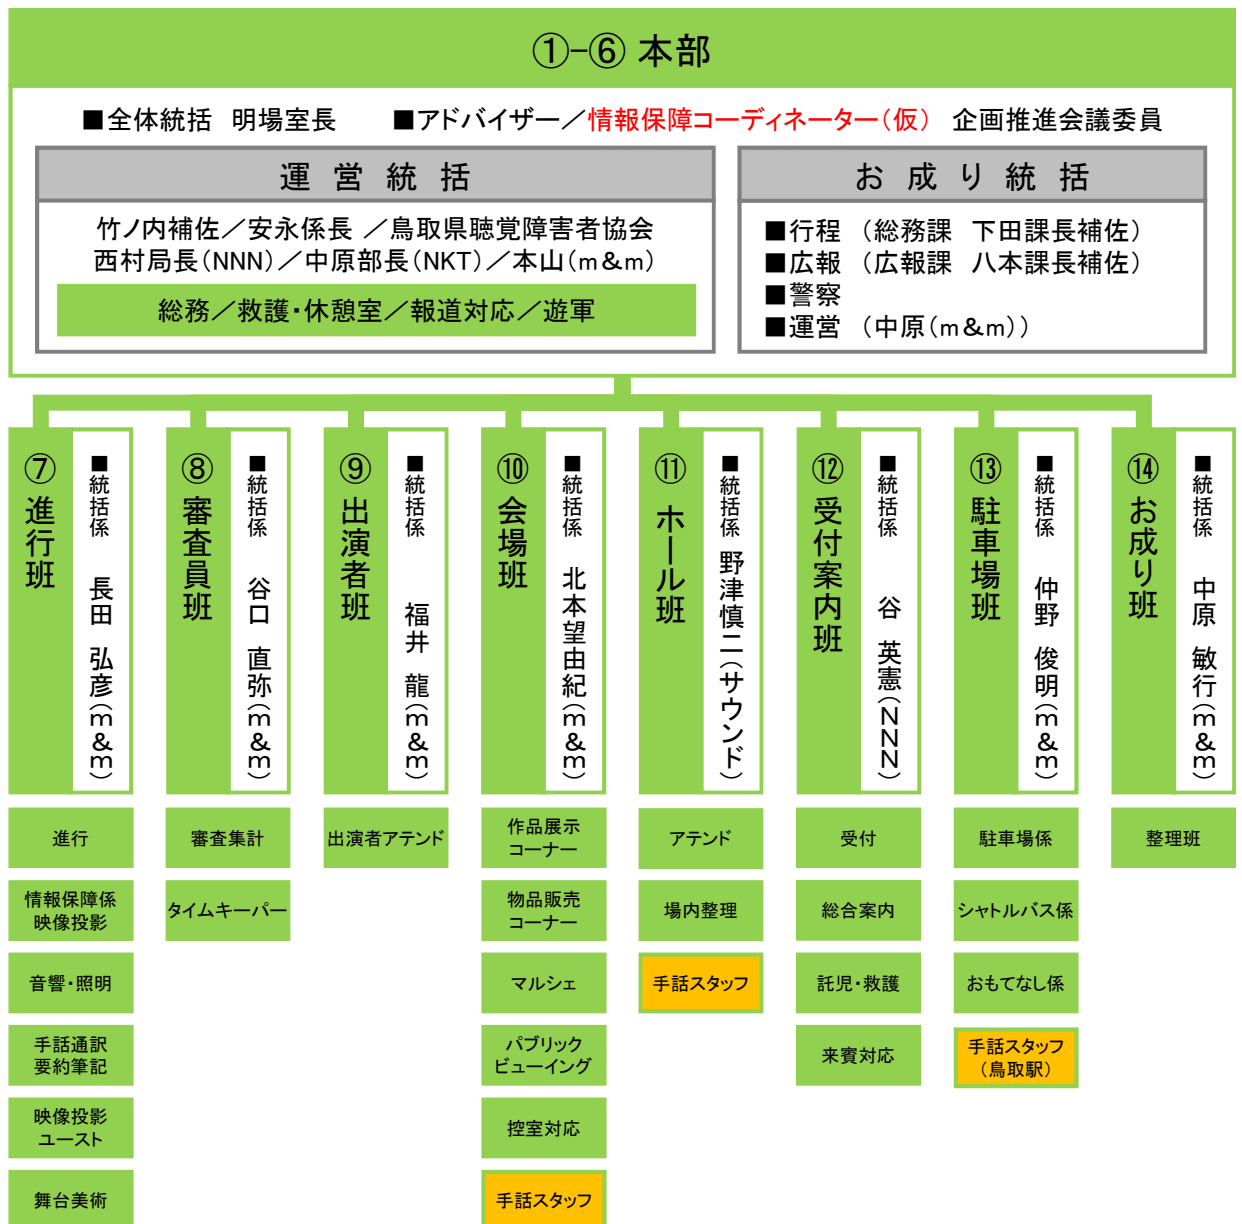 ①-⑥ 本部
■全体統括 明場室長 ■アドバイザー／情報保障コーディネーター（仮） 企画推進会議委員
運営統括
竹ノ内補佐／安永係長 ／鳥取県聴覚障害者協会
西村局長（NNN）／中原部長（NKT）／本山（m＆m）
総務／救護・休憩室／報道対応／遊軍
お成り統括
■行程 （総務課 下田課長補佐）
■広報 （広報課 八本課長補佐）
■警察
■運営 （中原（m＆m））
⑦進行班
■統括係 長田 弘彦（m＆m）
進行
情報保障係
映像投影
音響・照明
手話通訳
要約筆記
映像投影
ユースト
舞台美術
⑧審査員班
■統括係 谷口 直弥（m＆m）
審査集計
タイムキーパー
⑨出演者班
■統括係 福井 龍（m＆m）
出演者アテンド
⑩会場班
■統括係 北本望由紀（m＆m）
作品展示
コーナー
物品販売
コーナー
マルシェ
パブリック
ビューイング
控室対応
手話スタッフ
⑪ホール班
■統括係 野津慎二（サウンド）
アテンド
場内整理
手話スタッフ
⑫受付案内班
■統括係 谷 英憲（ＮＮＮ）
受付
総合案内
託児・救護
来賓対応
⑬駐車場班
■統括係 仲野 俊明（m＆m）
駐車場係
シャトルバス係
おもてなし係
手話スタッフ
（鳥取駅）
⑭お成り班
■統括係 中原 敏行（m＆m）
整理班